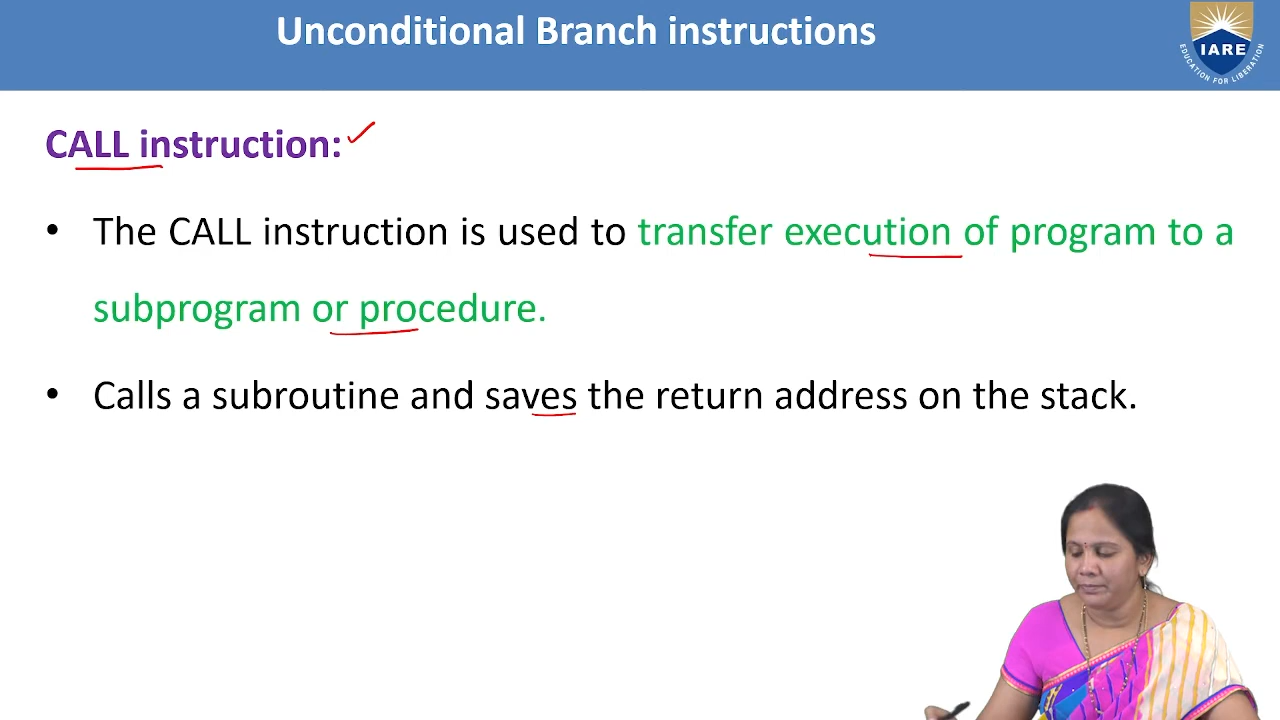 Unconditional Branch instructions
IARE
EDUCATION FOR LIBERATION
CALL instruction:
• The CALL instruction is used to transfer execution of program to a
subprogram or procedure.
• Calls a subroutine and saves the return address on the stack.